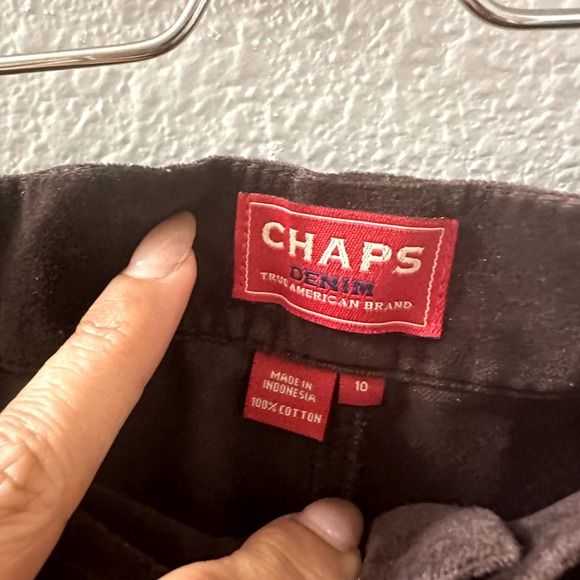 CHAPS
DENIM
TRUE AMERICAN BRAND
MADE IN
INDONESIA
100% COTTON
10